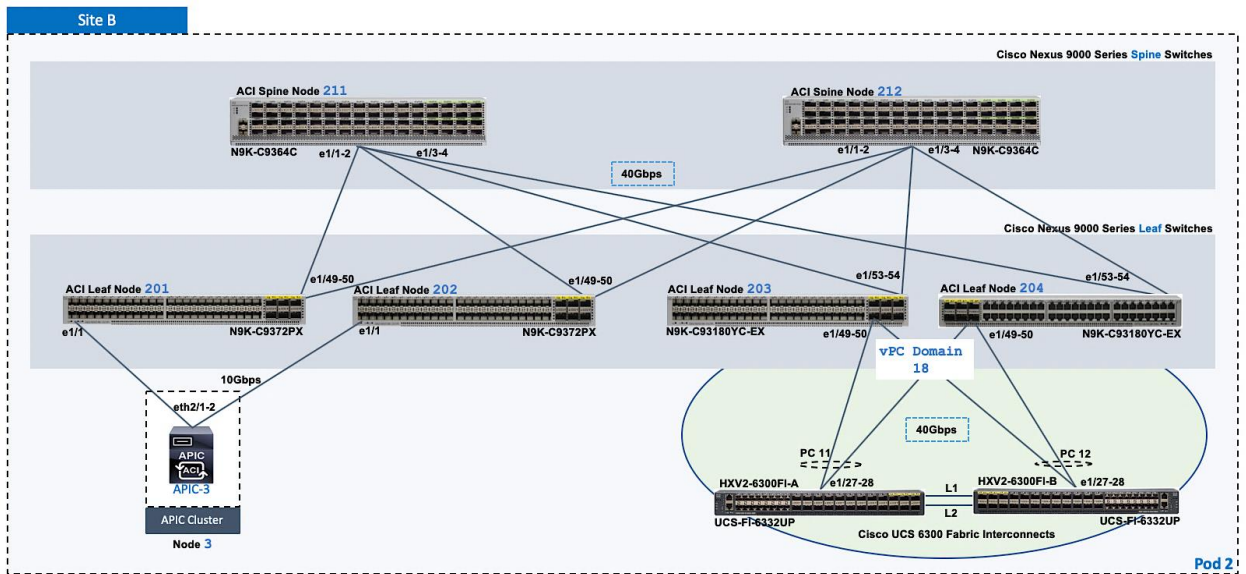 Site B
Cisco Nexus 9000 Series Spine Switches
ACI Spine Node 211
ACI Spine Node 212
N9K-C9364C
e1/1-2
e1/3-4
e1/1-2
e1/3-4
N9K-C9364C
40Gbps
Cisco Nexus 9000 Series Leaf Switches
e1/49-50
e1/49-50
e1/53-54
e1/53-54
ACI Leaf Node 201
ACI Leaf Node 202
ACI Leaf Node 203
ACI Leaf Node 204
e1/1
N9K-C9372PX
e1/1
N9K-C9372PX
N9K-C93180YC-EX
e1/49-50
e1/49-50
N9K-C93180YC-EX
vPC Domain
18
10Gbps
eth2/1-2
APIC
ACI
APIC-3
APIC Cluster
Node 3
40Gbps
PC 11
PC 12
HXV2-6300FI-A
e1/27-28
HXV2-6300FI-B
e1/27-28
L1
L2
UCS-FI-6332UP
UCS-FI-6332UP
Cisco UCS 6300 Fabric Interconnects
Pod 2